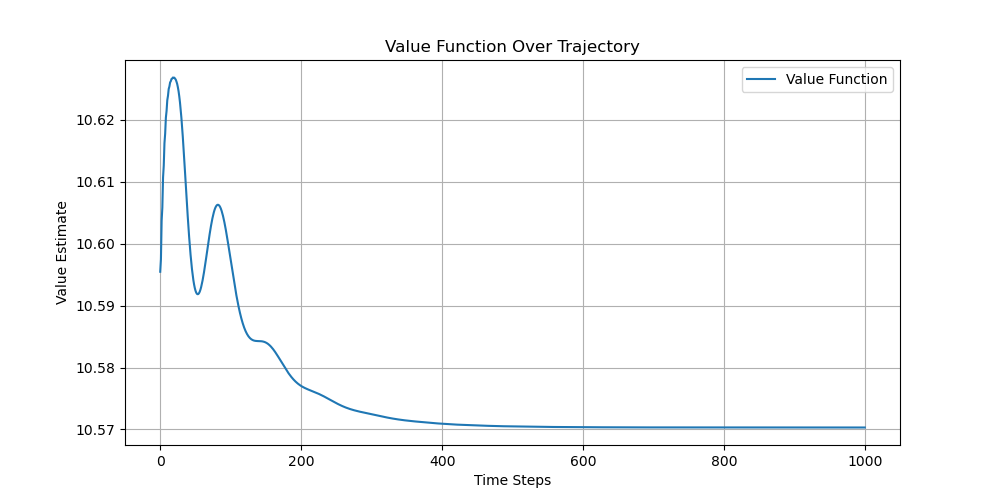 Value Function Over Trajectory
Value Function
Value Estimate
10.62
10.61
10.60
10.59
10.58
10.57
0 200 400 600 800 1000
Time Steps